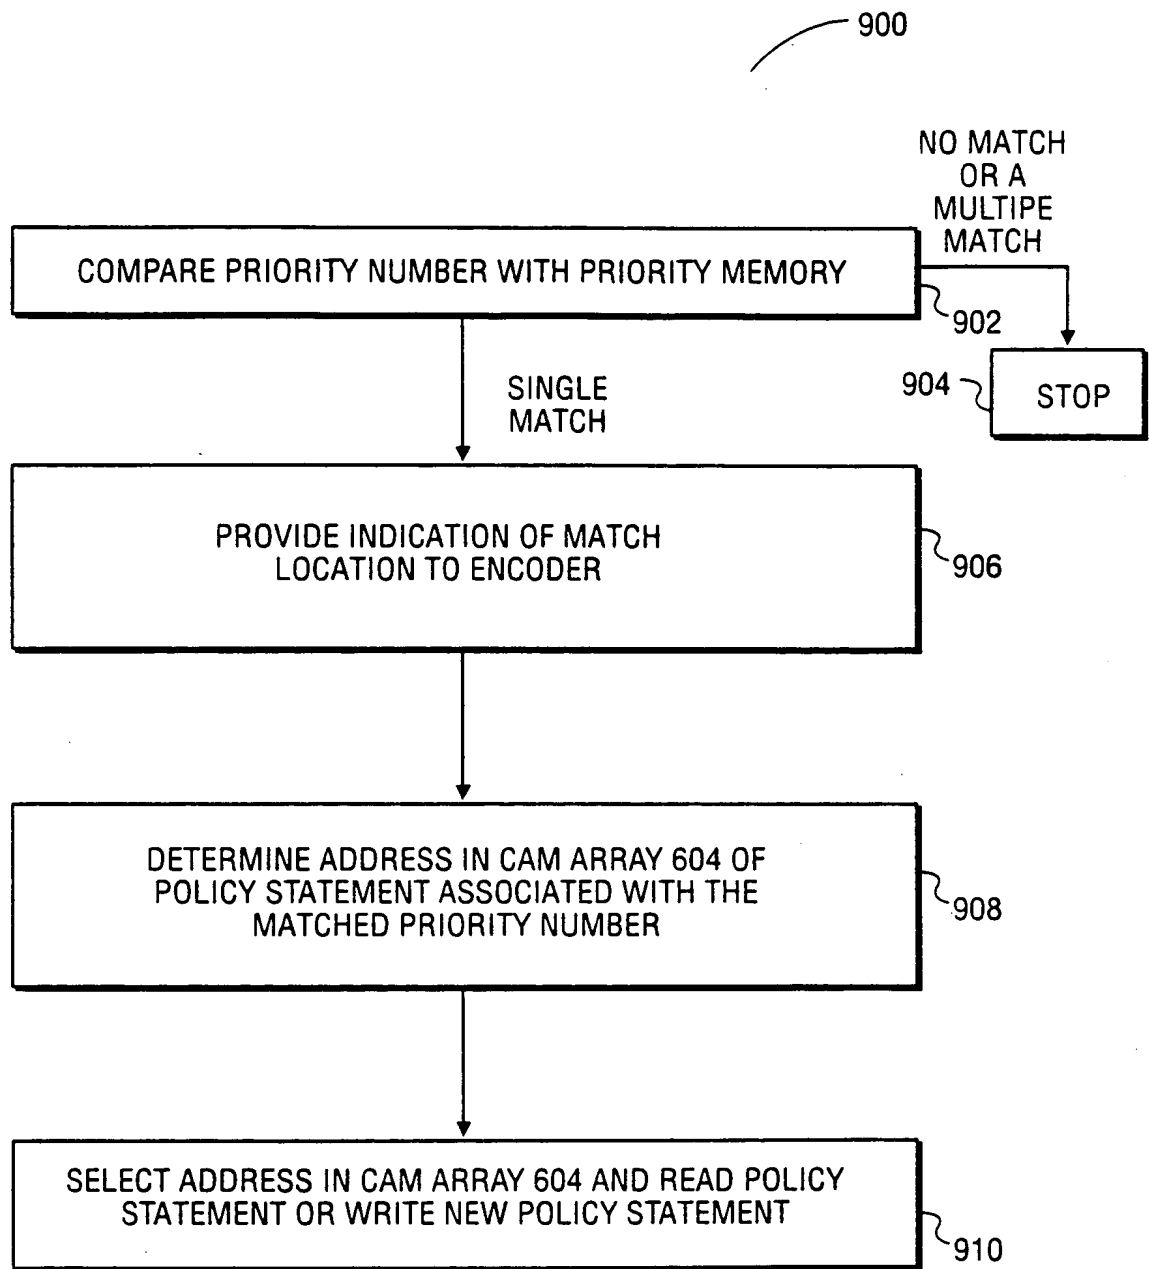 900
NO MATCH
OR A
MULTIPE
MATCH
COMPARE PRIORITY NUMBER WITH PRIORITY MEMORY
902
904
STOP
SINGLE
MATCH
PROVIDE INDICATION OF MATCH
LOCATION TO ENCODER
906
DETERMINE ADDRESS IN CAM ARRAY 604 OF
POLICY STATEMENT ASSOCIATED WITH THE
MATCHED PRIORITY NUMBER
908
SELECT ADDRESS IN CAM ARRAY 604 AND READ POLICY
STATEMENT OR WRITE NEW POLICY STATEMENT
910